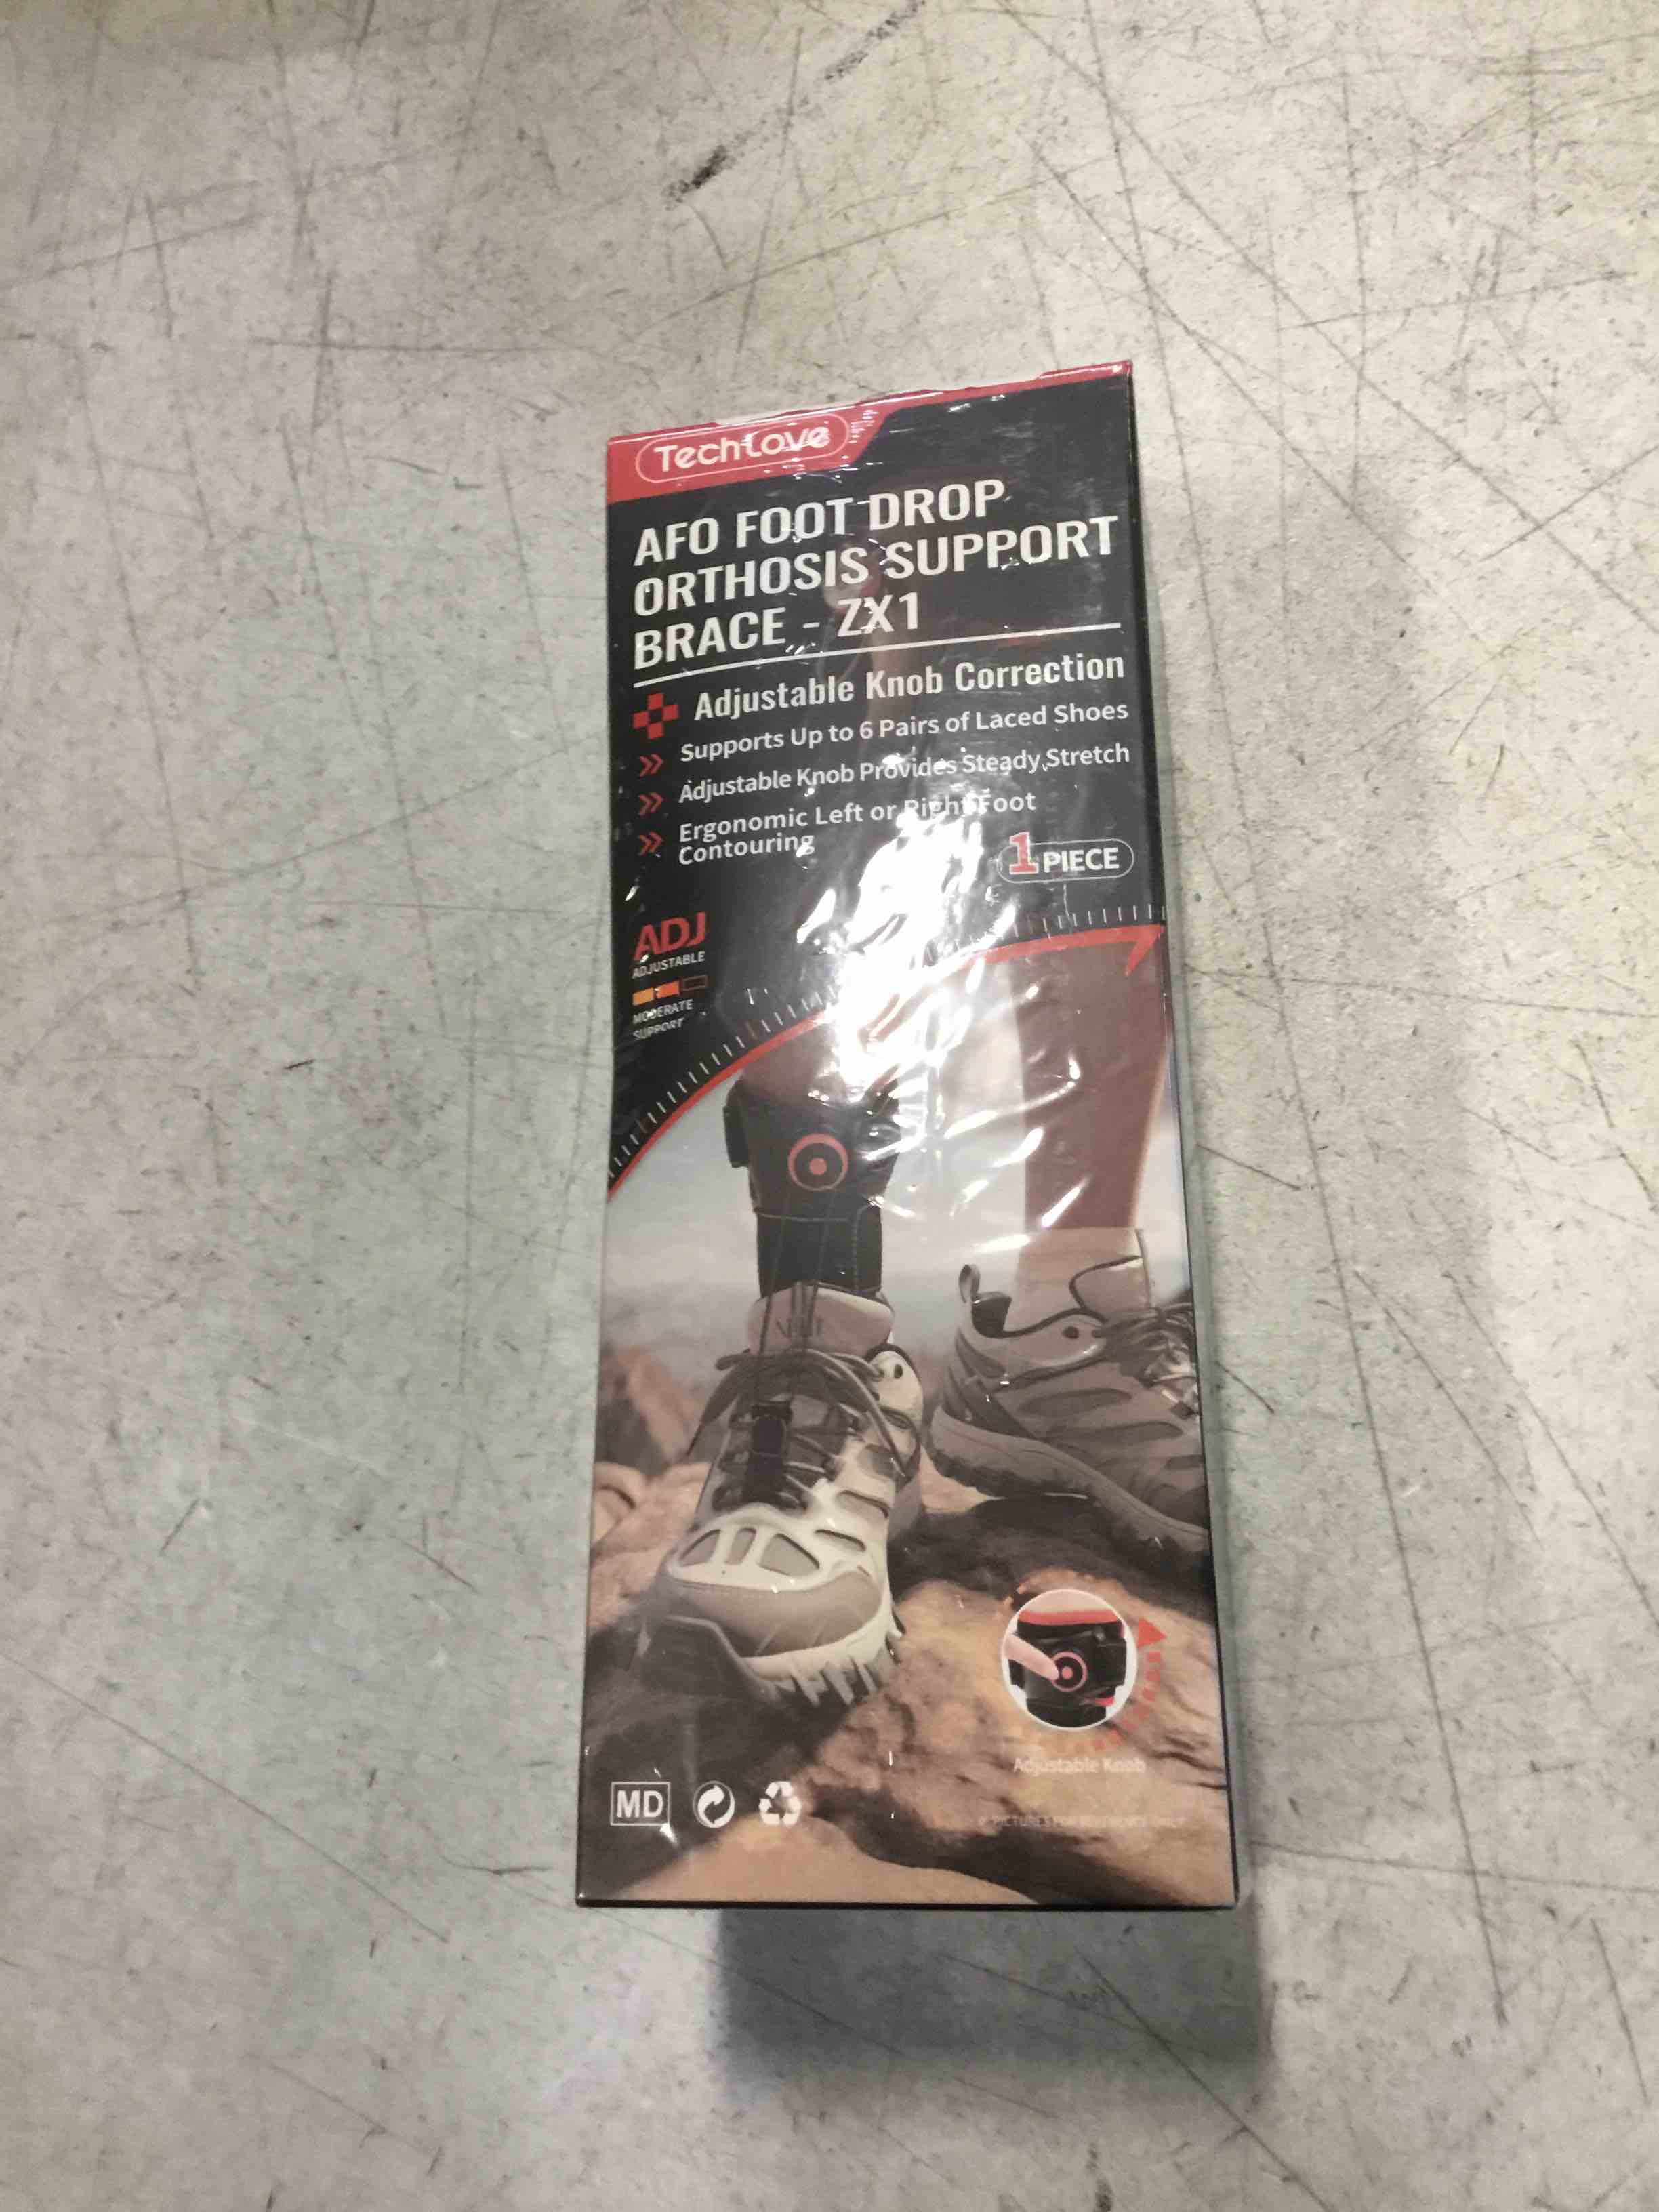 TechLove
AFO FOOT DROP
ORTHOSIS SUPPORT
BRACE - ZX1
Adjustable Knob Correction
Supports Up to 6 Pairs of Laced Shoes
Adjustable Knob Provides Steady Stretch
Ergonomic Left or Right Foot
Contouring
1 PIECE
ADJ
ADJUSTABLE
MODERATE
SUPPORT
Adjustable Knob
MD